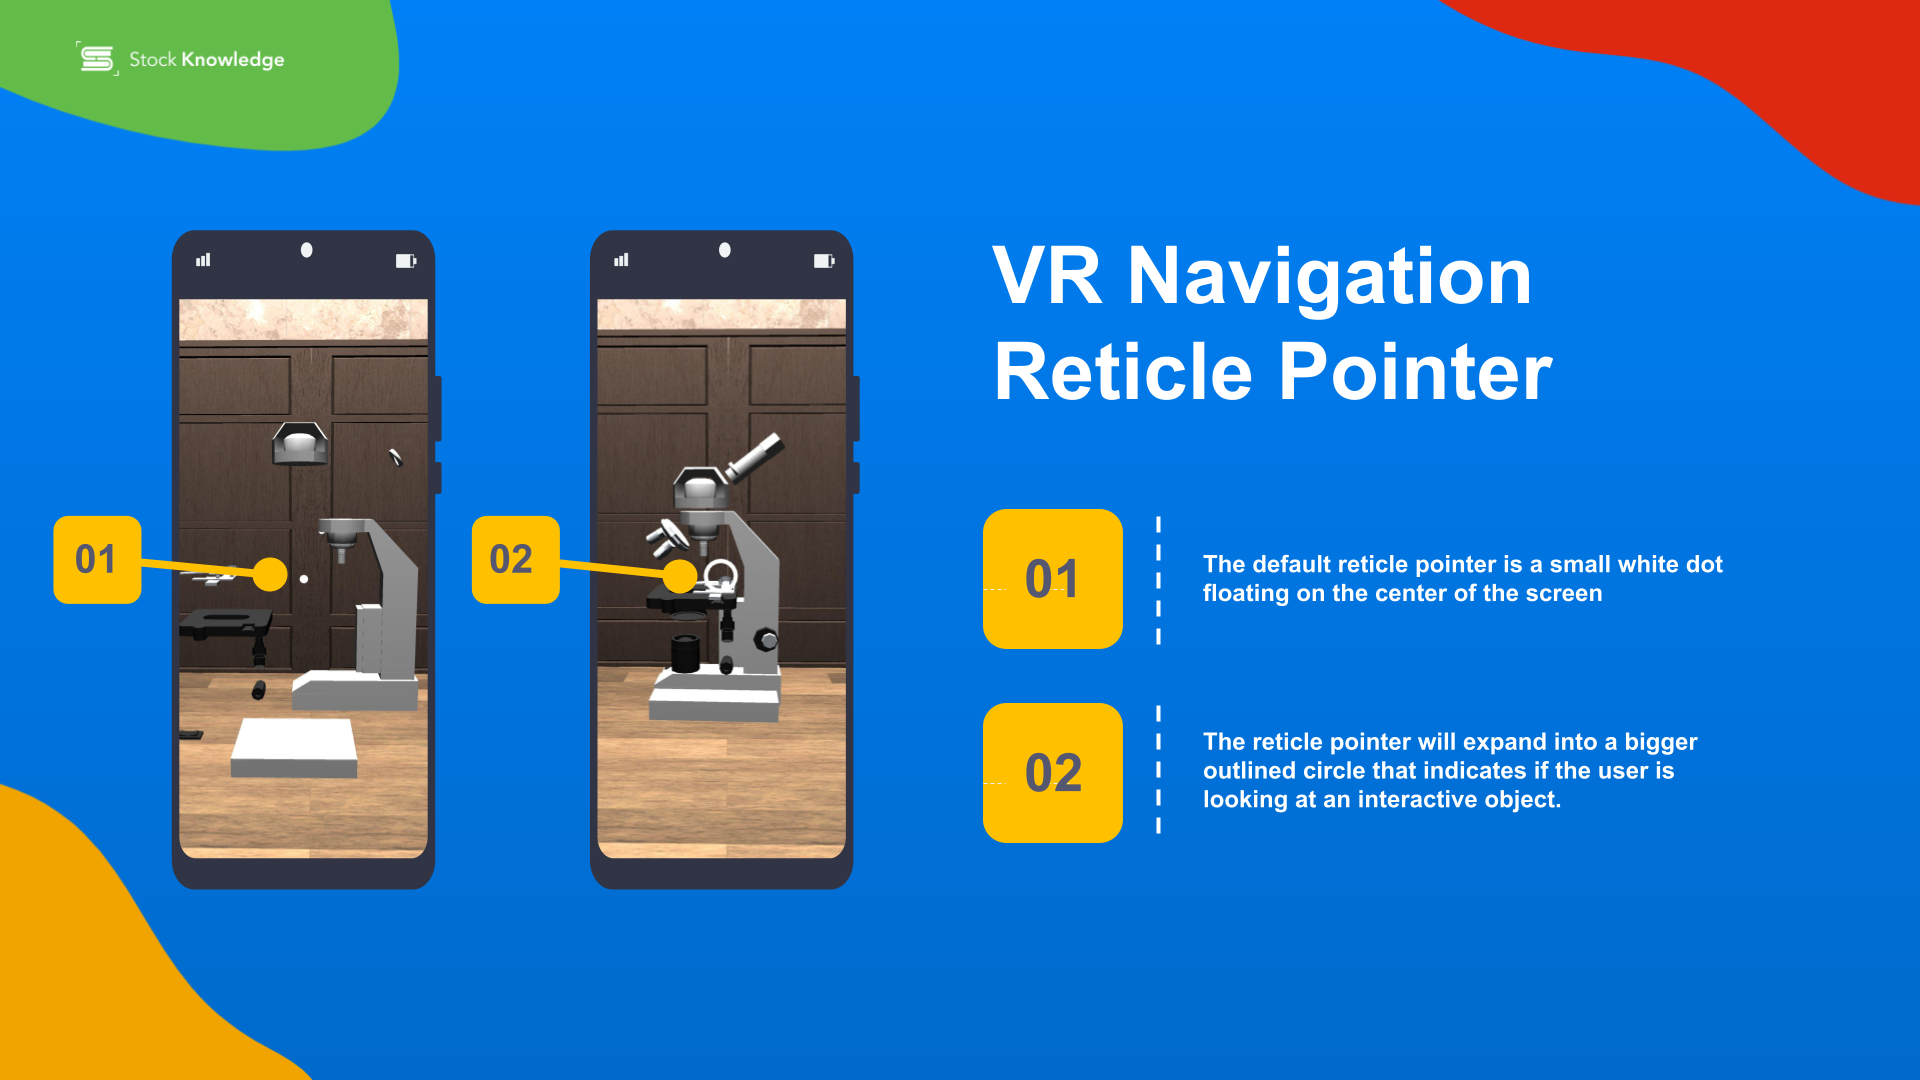 Stock Knowledge
VR Navigation
Reticle Pointer
01
02
01
The default reticle pointer is a small white dot
floating on the center of the screen
02
The reticle pointer will expand into a bigger
outlined circle that indicates if the user is
looking at an interactive object.